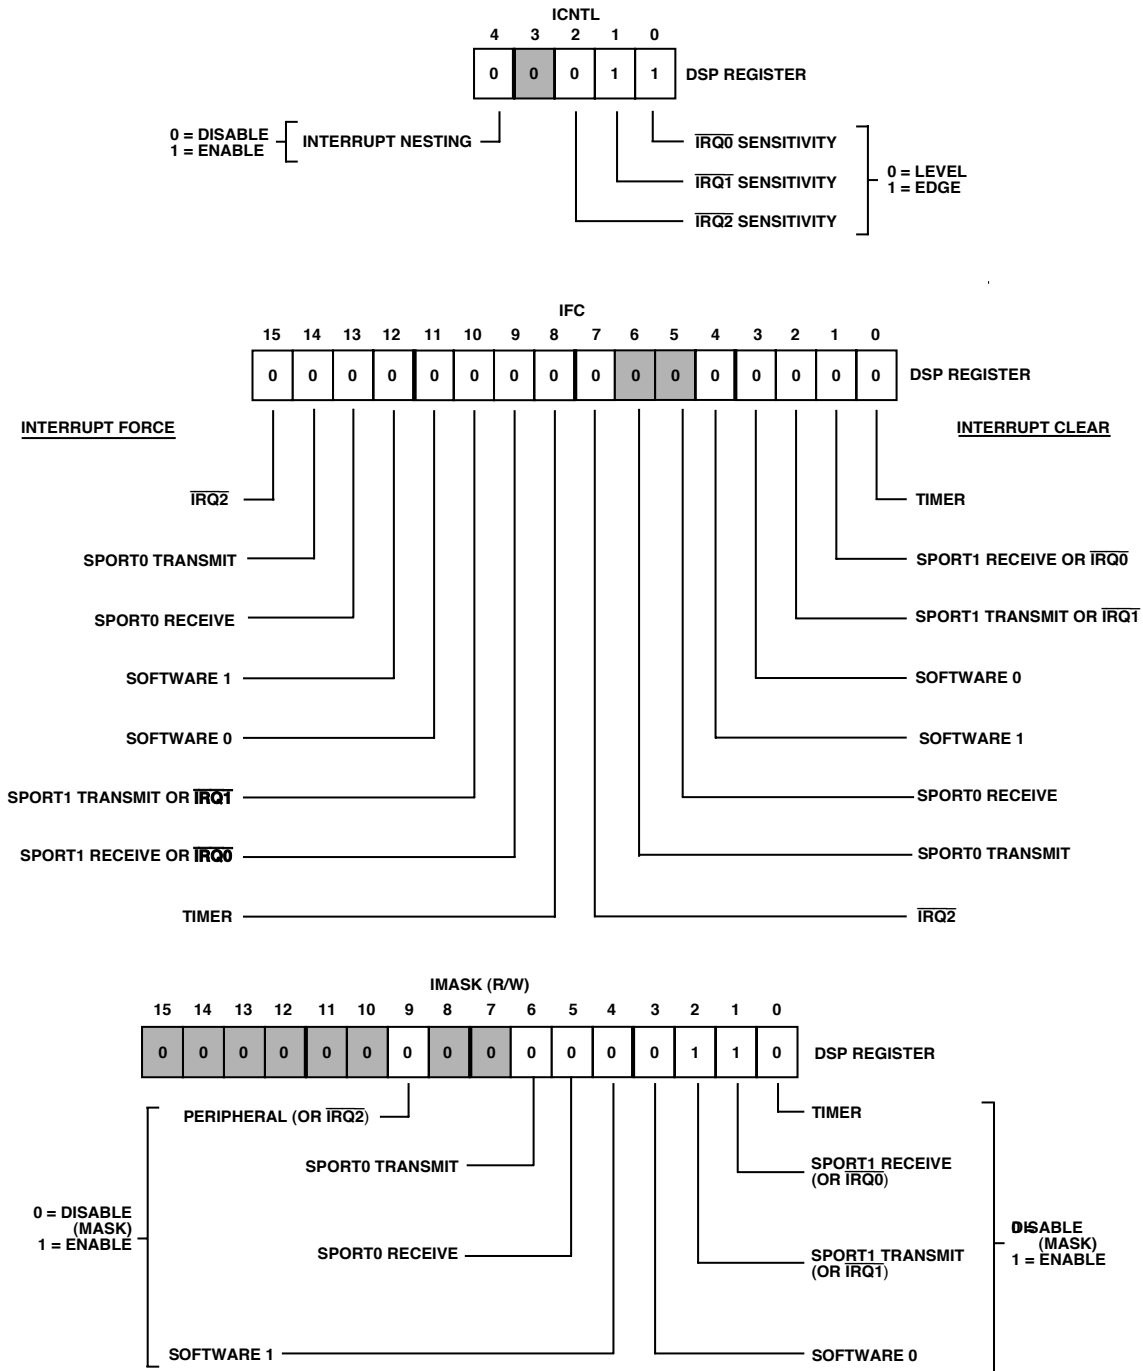 ICNTL
4 3 2 1 0
0 0 0 1 1 DSP REGISTER
0 = DISABLE
1 = ENABLE
INTERRUPT NESTING
IRQ0 SENSITIVITY
IRQ1 SENSITIVITY
IRQ2 SENSITIVITY
0 = LEVEL
1 = EDGE
IFC
15 14 13 12 11 10 9 8 7 6 5 4 3 2 1 0
0 0 0 0 0 0 0 0 0 0 0 0 0 0 0 0 DSP REGISTER
INTERRUPT FORCE
INTERRUPT CLEAR
IRQ2
TIMER
SPORT0 TRANSMIT
SPORT1 RECEIVE OR IRQ0
SPORT0 RECEIVE
SPORT1 TRANSMIT OR IRQ1
SOFTWARE 1
SOFTWARE 0
SOFTWARE 0
SOFTWARE 1
SPORT1 TRANSMIT OR IRQ1
SPORT0 RECEIVE
SPORT1 RECEIVE OR IRQ0
SPORT0 TRANSMIT
TIMER
IRQ2
IMASK (R/W)
15 14 13 12 11 10 9 8 7 6 5 4 3 2 1 0
0 0 0 0 0 0 0 0 0 0 0 0 0 1 1 0 DSP REGISTER
PERIPHERAL (OR IRQ2)
TIMER
SPORT0 TRANSMIT
SPORT1 RECEIVE
(OR IRQ0)
0 = DISABLE
(MASK)
1 = ENABLE
SPORT0 RECEIVE
SPORT1 TRANSMIT
(OR IRQ1)
DISABLE
(MASK)
1 = ENABLE
SOFTWARE 1
SOFTWARE 0